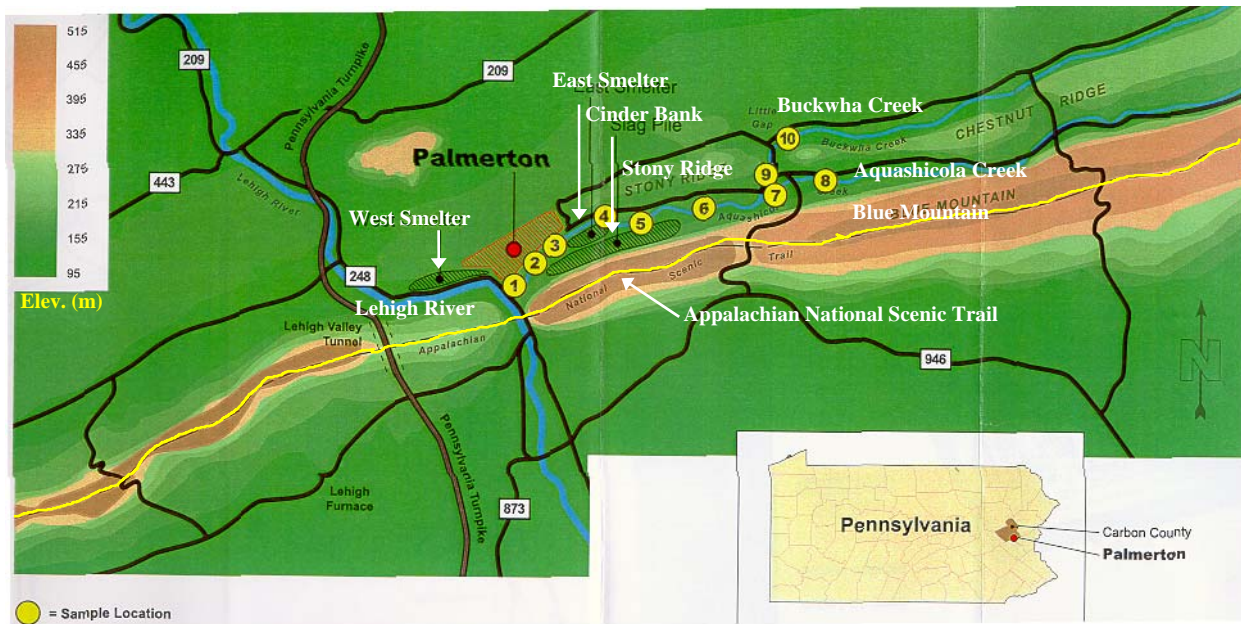 515
455
395
335
275
215
155
95
Elev. (m)
209
Pennsylvania Turnpike
209
443
Lehigh River
248
Palmerton
West Smelter
East Smelter
East Smelter
Cinder Bank
Slag Pile
Stony Ridge
STONY RIDGE
Buckwha Creek
Little
Gap
Buckwha Creek
CHESTNUT RIDGE
Aquashicola Creek
BLUE MOUNTAIN
Blue Mountain
1
2
3
4
5
6
7
8
9
10
Lehigh River
Lehigh Valley
Tunnel
Appalachian
National
Scenic
Trail
Appalachian National Scenic Trail
946
N
Pennsylvania Turnpike
Lehigh
Furnace
873
Pennsylvania
Carbon County
Palmerton
= Sample Location